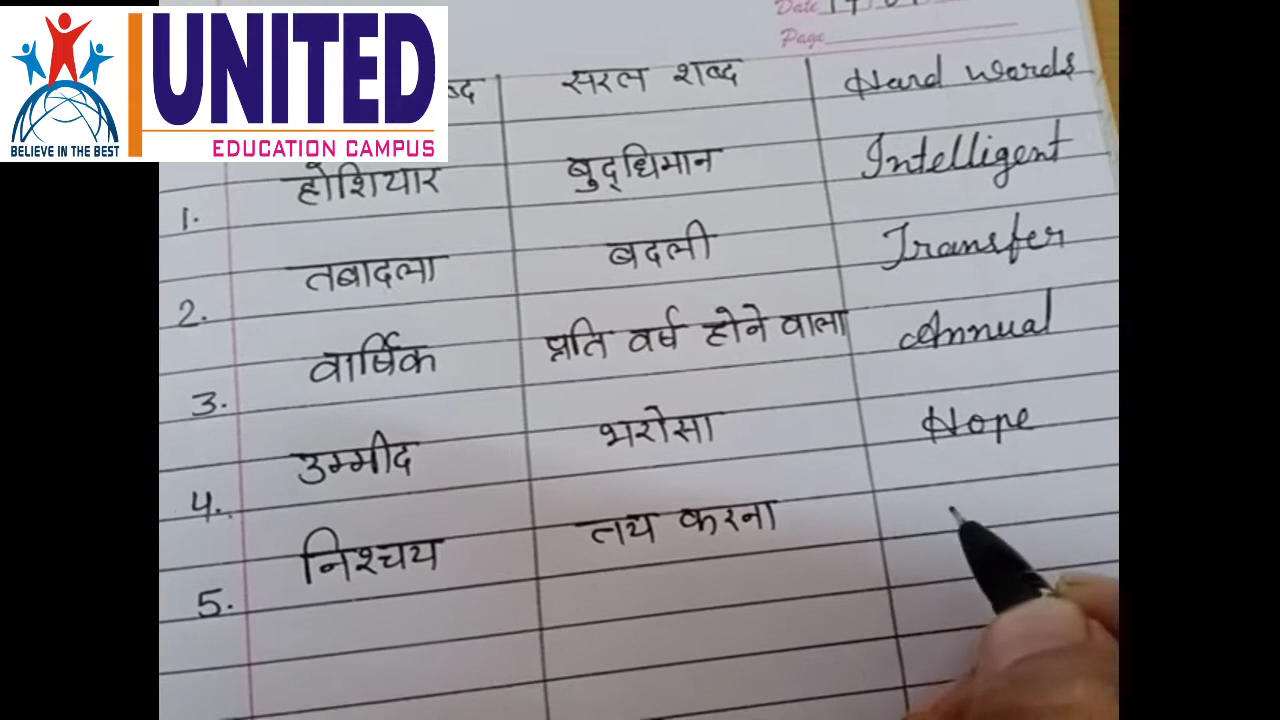 UNITED
EDUCATION CAMPUS
BELIEVE IN THE BEST
Date
Page
सरल शब्द Hard words
1. होशियार बुद्धिमान Intelligent
2. तबादला बदली Transfer
3. वार्षिक प्रति वर्ष होने वाला Annual
4. उम्मीद भरोसा Hope
5. निश्चय तय करना